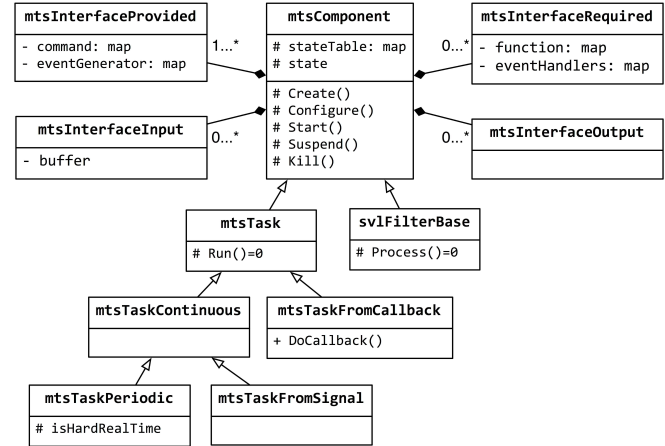 mtsInterfaceProvided
- command: map
- eventGenerator: map
1...*
mtsComponent
# stateTable: map
# state
# Create()
# Configure()
# Start()
# Suspend()
# Kill()
0...*
mtsInterfaceRequired
- function: map
- eventHandlers: map
mtsInterfaceInput
- buffer
0...*
0...*
mtsInterfaceOutput
mtsTask
# Run()=0
svlFilterBase
# Process()=0
mtsTaskContinuous
mtsTaskFromCallback
+ DoCallback()
mtsTaskPeriodic
# isHardRealTime
mtsTaskFromSignal